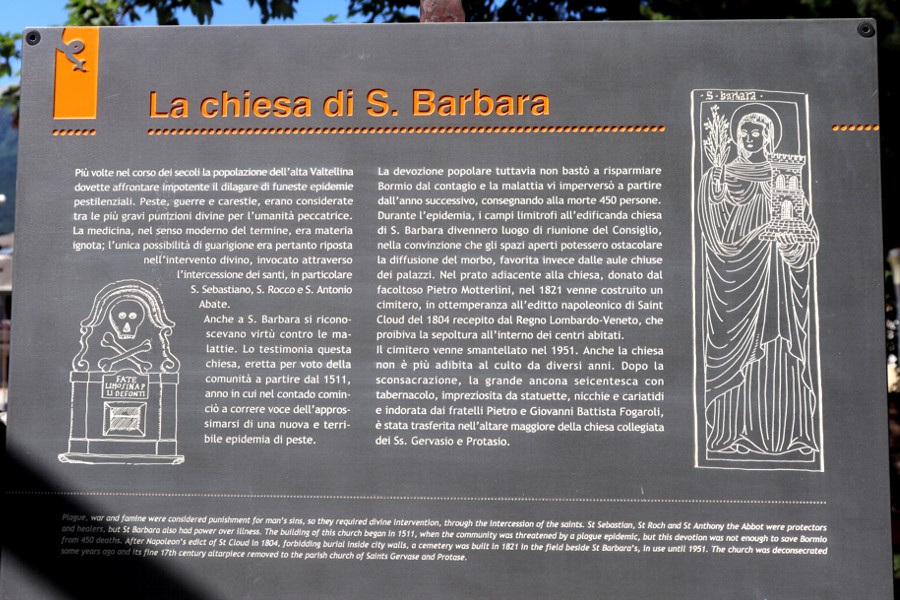 La chiesa di S. Barbara
Più volte nel corso dei secoli la popolazione dell'alta Valtellina
dovette affrontare impotente il dilagare di funeste epidemie
pestilenziali. Peste, guerre e carestie, erano considerate
tra le più gravi punizioni divine per l'umanità peccatrice.
La medicina, nel senso moderno del termine, era materia
ignota; l'unica possibilità di guarigione era pertanto riposta
nell'intervento divino, invocato attraverso
l'intercessione dei santi, in particolare
S. Sebastiano, S. Rocco e S. Antonio
Abate.
Anche a S. Barbara si ricono-
scevano virtù contro le ma-
lattie. Lo testimonia questa
chiesa, eretta per voto della
comunità a partire dal 1511,
anno in cui nel contado comin-
ciò a correre voce dell'appros-
simarsi di una nuova e terri-
bile epidemia di peste.
FATE
LIMOSINA P
LI DEFONTI
La devozione popolare tuttavia non bastò a risparmiare
Bormio dal contagio e la malattia vi imperversò a partire
dall'anno successivo, consegnando alla morte 450 persone.
Durante l'epidemia, i campi limitrofi all'edificanda chiesa
di S. Barbara divennero luogo di riunione del Consiglio,
nella convinzione che gli spazi aperti potessero ostacolare
la diffusione del morbo, favorita invece dalle aule chiuse
dei palazzi. Nel prato adiacente alla chiesa, donato dal
facoltoso Pietro Motterlini, nel 1821 venne costruito un
cimitero, in ottemperanza all'editto napoleonico di Saint
Cloud del 1804 recepito dal Regno Lombardo-Veneto, che
proibiva la sepoltura all'interno dei centri abitati.
Il cimitero venne smantellato nel 1951. Anche la chiesa
non è più adibita al culto da diversi anni. Dopo la
sconsacrazione, la grande ancona seicentesca con
tabernacolo, impreziosita da statuette, nicchie e cariatidi
e indorata dai fratelli Pietro e Giovanni Battista Fogaroli,
è stata trasferita nell'altare maggiore della chiesa collegiata
dei Ss. Gervasio e Protasio.
· S · barbara ·
Plague, war and famine were considered punishment for man's sins, so they required divine intervention, through the intercession of the saints. St Sebastian, St Roch and St Anthony the Abbot were protectors
and healers, but St Barbara also had power over illness. The building of this church began in 1511, when the community was threatened by a plague epidemic, but this devotion was not enough to save Bormio
from 450 deaths. After Napoleon's edict of St Cloud in 1804, forbidding burial inside city walls, a cemetery was built in 1821 in the field beside St Barbara's, in use until 1951. The church was deconsecrated
some years ago and its fine 17th century altarpiece removed to the parish church of Saints Gervase and Protase.